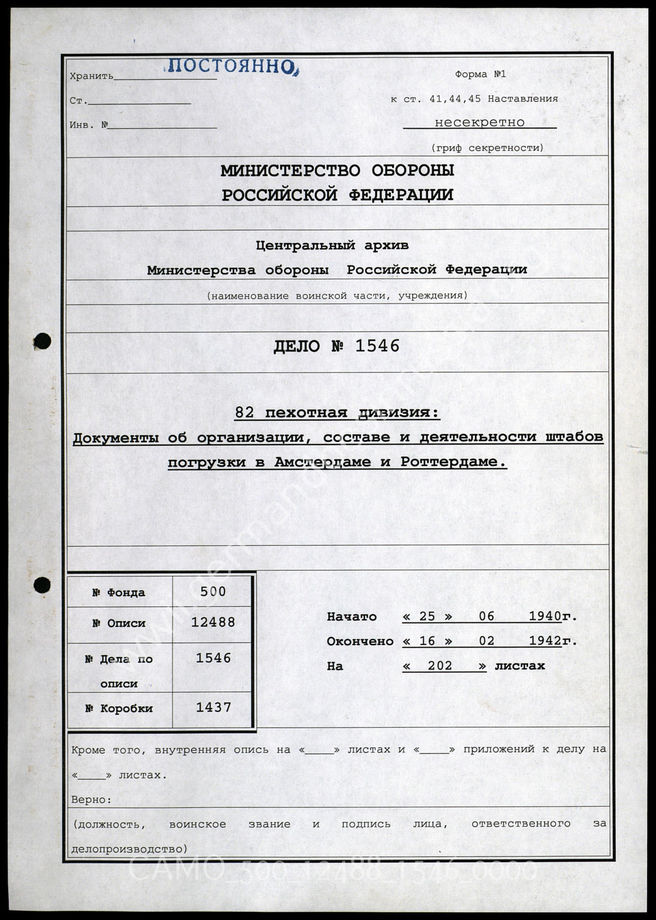 Хранить ПОСТОЯННО
Форма №1
Ст.
к ст. 41,44,45 Наставления
Инв. №
несекретно
(гриф секретности)
МИНИСТЕРСТВО ОБОРОНЫ
РОССИЙСКОЙ ФЕДЕРАЦИИ
Центральный архив
Министерства обороны Российской Федерации
(наименование воинской части, учреждения)
ДЕЛО № 1546
82 пехотная дивизия:
Документы об организации, составе и деятельности штабов
погрузки в Амстердаме и Роттердаме.
№ Фонда 500
№ Описи 12488
№ Дела по описи 1546
№ Коробки 1437
Начато « 25 » 06 1940г.
Окончено « 16 » 02 1942г.
На « 202 » листах
Кроме того, внутренняя опись на «____» листах и «____» приложений к делу на
«____» листах.
Верно:
(должность, воинское звание и подпись лица, ответственного за
делопроизводство)
CAMO_500_12488_1546_0000